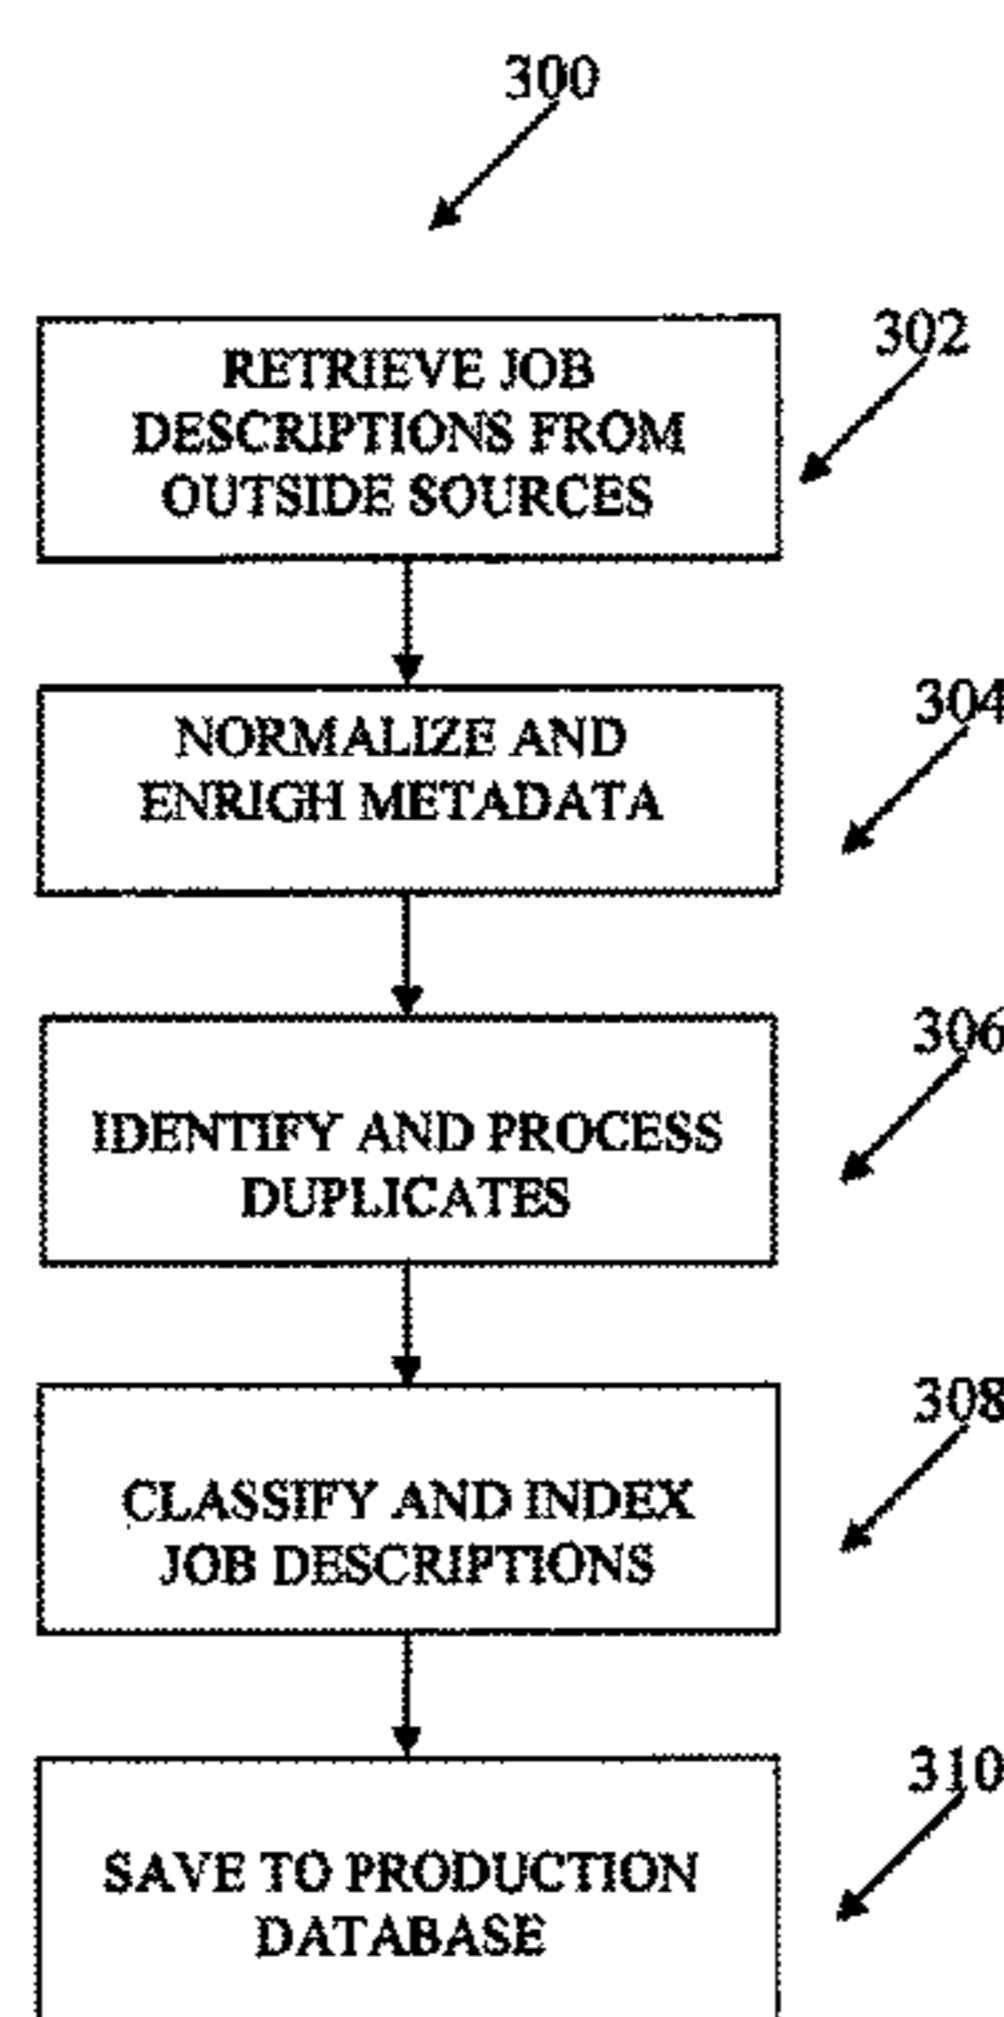 300
302
RETRIEVE JOB
DESCRIPTIONS FROM
OUTSIDE SOURCES
304
NORMALIZE AND
ENRIGH METADATA
306
IDENTIFY AND PROCESS
DUPLICATES
308
CLASSIFY AND INDEX
JOB DESCRIPTIONS
310
SAVE TO PRODUCTION
DATABASE